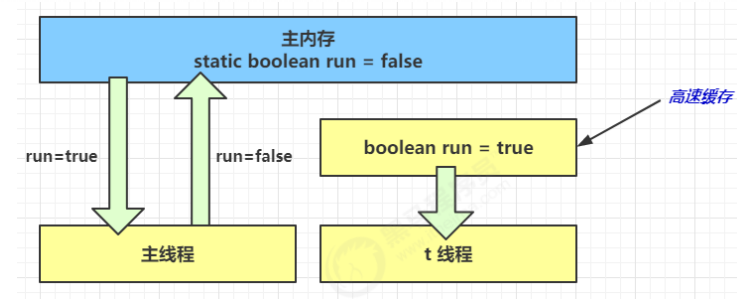 主内存
static boolean run = false
高速缓存
boolean run = true
run=true
run=false
主线程
t 线程